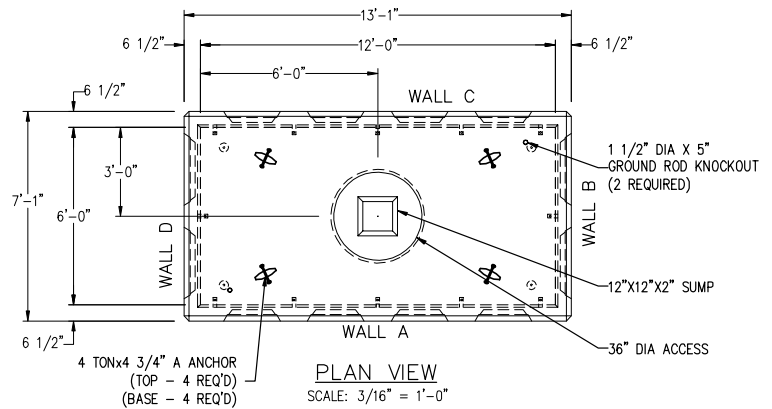 13'-1"
6 1/2"
12'-0"
6 1/2"
6'-0"
WALL C
6 1/2"
1 1/2" DIA X 5"
GROUND ROD KNOCKOUT
(2 REQUIRED)
3'-0"
7'-1"
6'-0"
WALL B
WALL D
12"X12"X2" SUMP
WALL A
6 1/2"
36" DIA ACCESS
4 TONx4 3/4" A ANCHOR
(TOP - 4 REQ'D)
(BASE - 4 REQ'D)
PLAN VIEW
SCALE: 3/16" = 1'-0"